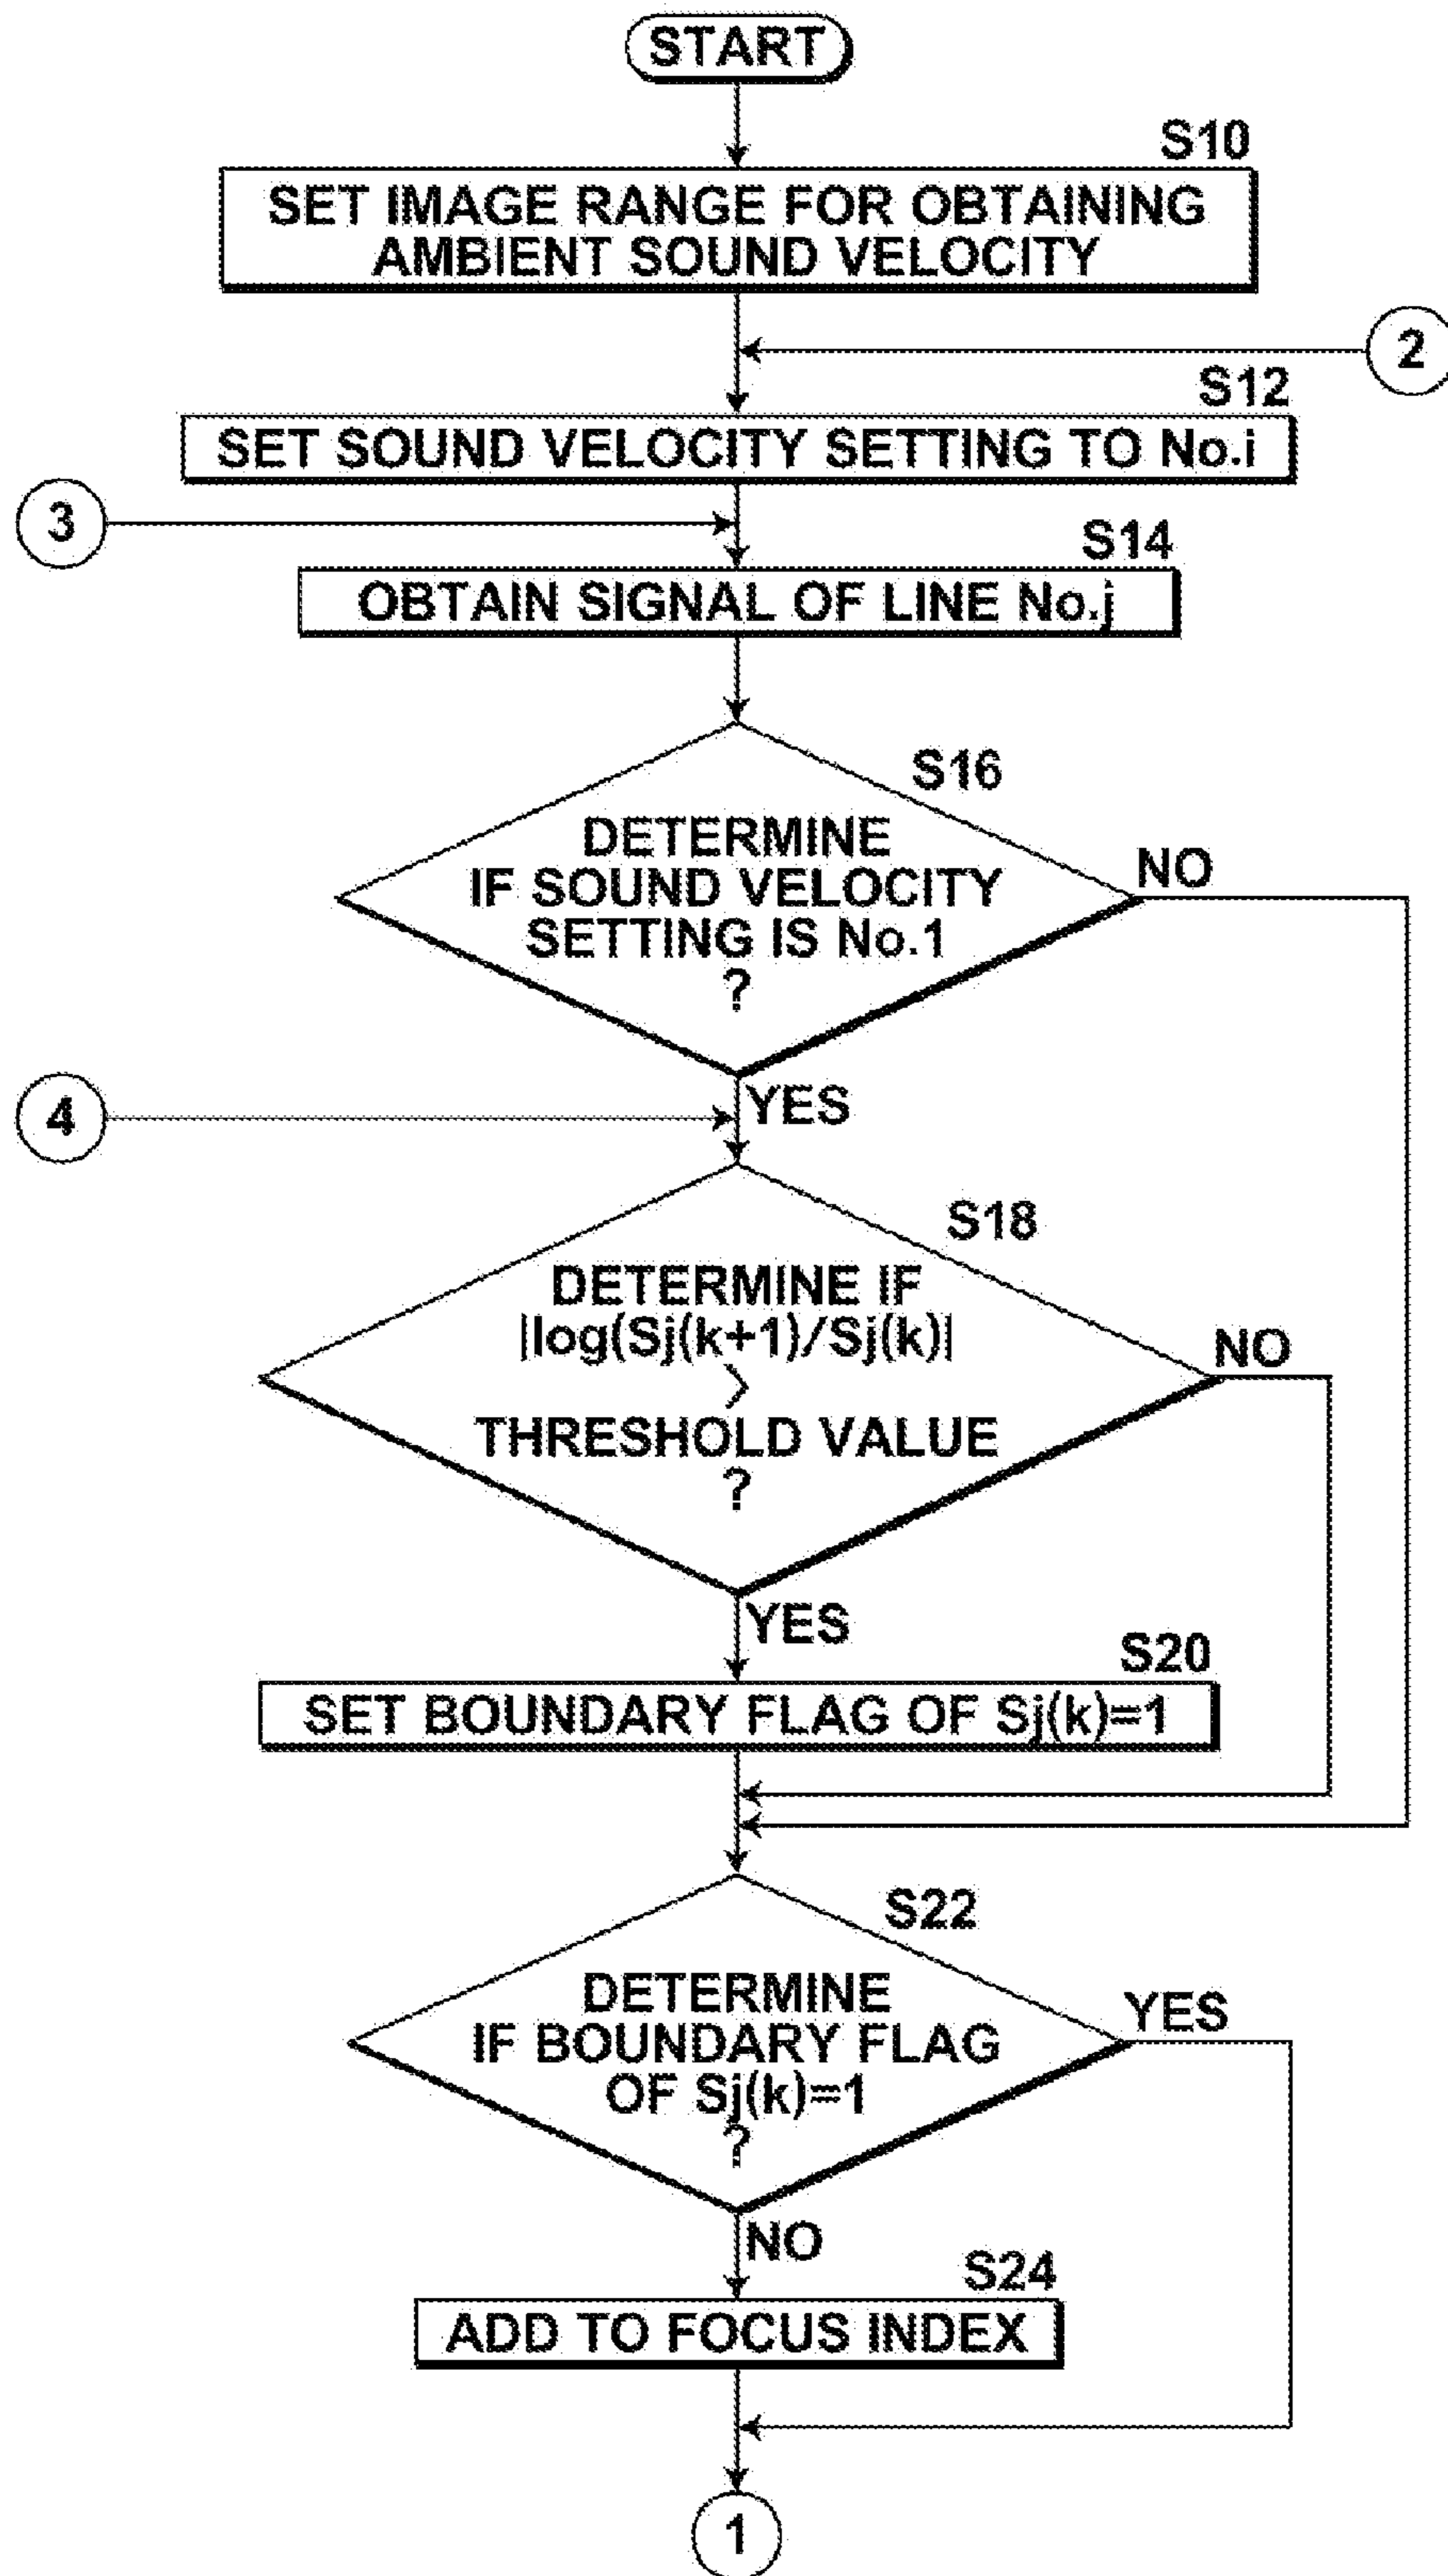 START
S10
SET IMAGE RANGE FOR OBTAINING
AMBIENT SOUND VELOCITY
2
S12
SET SOUND VELOCITY SETTING TO No.i
3
S14
OBTAIN SIGNAL OF LINE No.j
S16
DETERMINE
IF SOUND VELOCITY
SETTING IS No.1
?
NO
YES
4
S18
DETERMINE IF
|log(Sj(k+1)/Sj(k)|
>
THRESHOLD VALUE
?
NO
YES
S20
SET BOUNDARY FLAG OF Sj(k)=1
S22
DETERMINE
IF BOUNDARY FLAG
OF Sj(k)=1
?
YES
NO
S24
ADD TO FOCUS INDEX
1